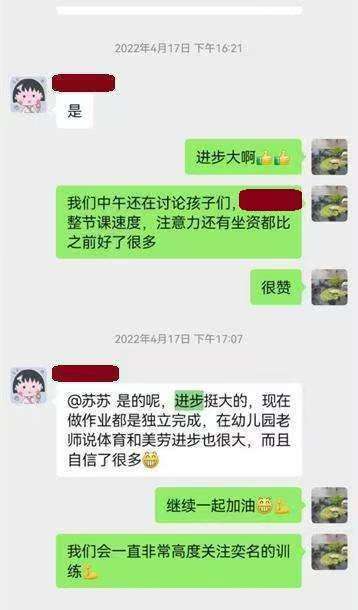 2022年4月17日 下午16:21
是
进步大啊👍👍
我们中午还在讨论孩子们,
整节课速度,注意力还有坐资都比
之前好了很多
很赞
2022年4月17日 下午17:07
@苏苏 是的呢,进步挺大的,现在
做作业都是独立完成,在幼儿园老
师说体育和美劳进步也很大,而且
自信了很多😁
继续一起加油😁💪
我们会一直非常高度关注奕名的训
练💪